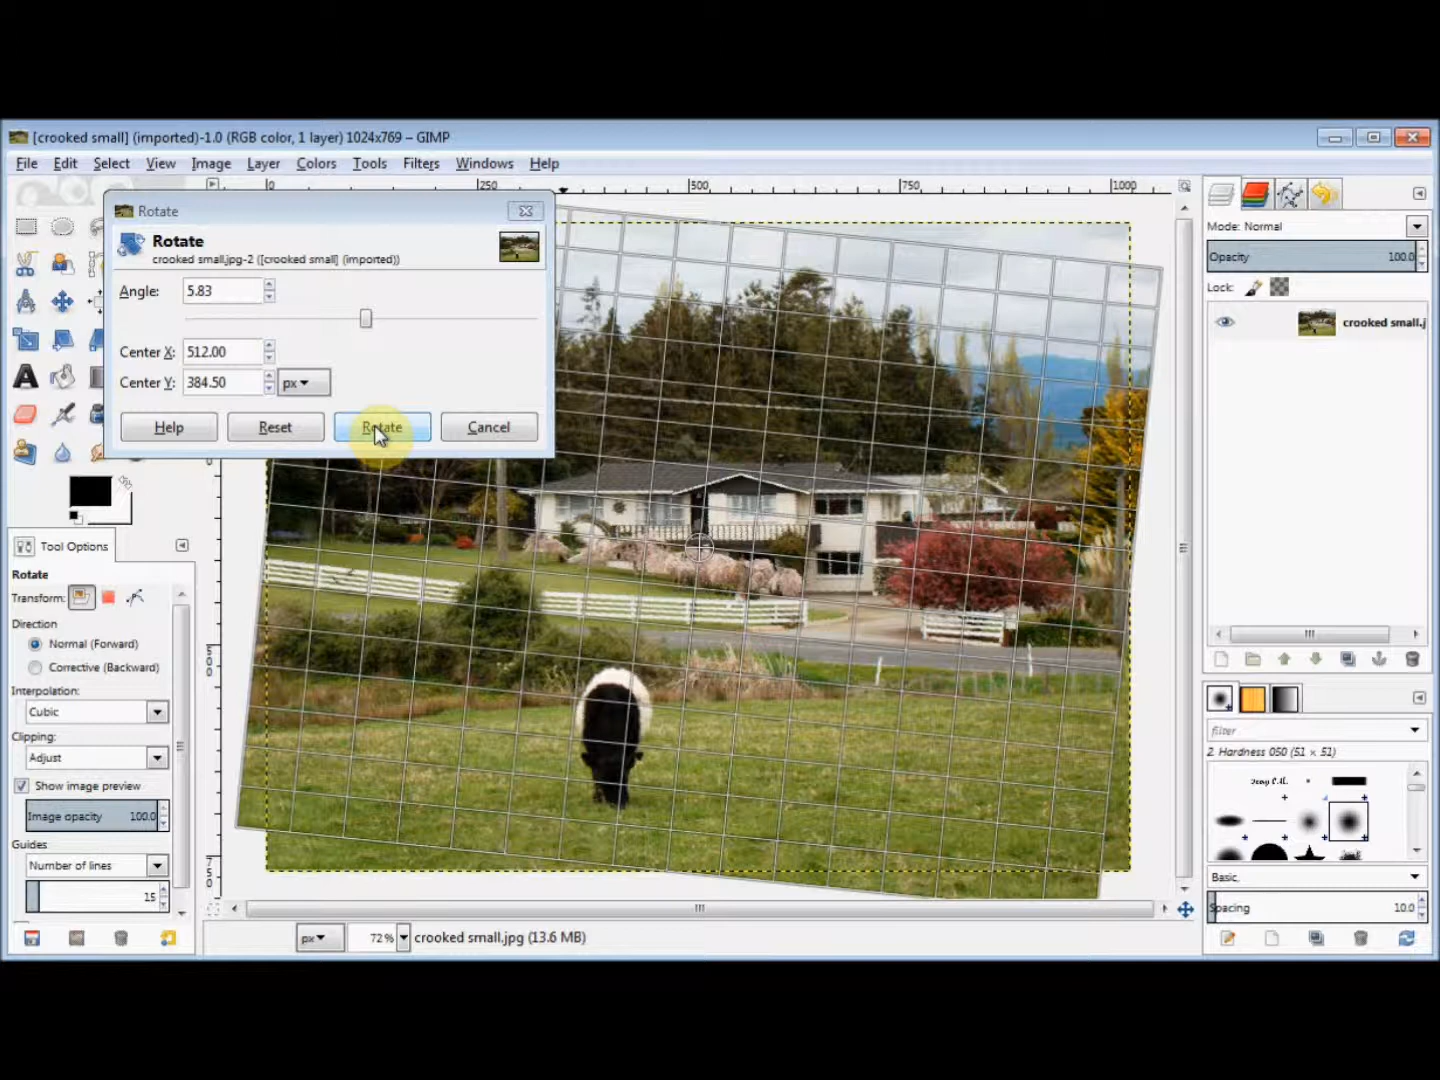 [crooked small] (imported)-1.0 (RGB color, 1 layer) 1024x769 – GIMP
File Edit Select View Image Layer Colors Tools Filters Windows Help
0 250 500 750 1000
Rotate
Rotate
crooked small.jpg-2 ([crooked small] (imported))
Angle: 5.83
Center X: 512.00
Center Y: 384.50 px
Help Reset Rotate Cancel
Tool Options
Rotate
Transform:
Direction
Normal (Forward)
Corrective (Backward)
Interpolation:
Cubic
Clipping:
Adjust
Show image preview
Image opacity 100.0
Guides
Number of lines
15
500
750
px 72% crooked small.jpg (13.6 MB)
Mode: Normal
Opacity 100.0
Lock:
crooked small.j
filter
2. Hardness 050 (51 × 51)
Basic,
Spacing 10.0